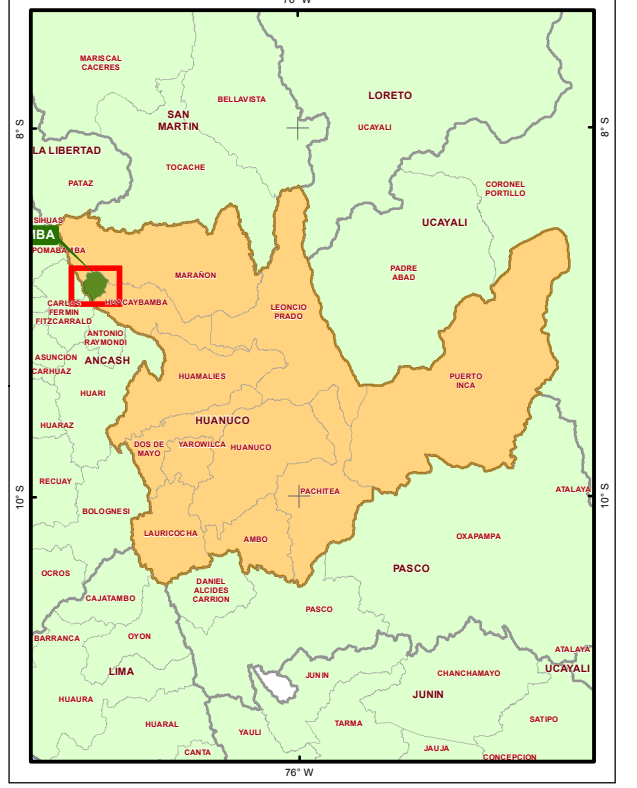 76° W
MARISCAL
CACERES
BELLAVISTA
LORETO
SAN
MARTIN
UCAYALI
8° S
8° S
LA LIBERTAD
TOCACHE
PATAZ
CORONEL
PORTILLO
SIHUAS
UCAYALI
MBA
POMABAMBA
PADRE
ABAD
MARAÑON
HUACAYBAMBA
CARLOS
FERMIN
FITZCARRALD
LEONCIO
PRADO
ANTONIO
RAYMONDI
ASUNCION
ANCASH
CARHUAZ
HUAMALIES
PUERTO
INCA
HUARI
HUANUCO
HUARAZ
DOS DE
MAYO
YAROWILCA
HUANUCO
RECUAY
PACHITEA
ATALAYA
10° S
10° S
BOLOGNESI
LAURICOCHA
AMBO
OXAPAMPA
OCROS
PASCO
DANIEL
ALCIDES
CARRION
CAJATAMBO
PASCO
BARRANCA
OYON
ATALAYA
UCAYALI
LIMA
JUNIN
CHANCHAMAYO
HUAURA
JUNIN
HUARAL
YAULI
TARMA
SATIPO
CANTA
JAUJA
CONCEPCION
76° W